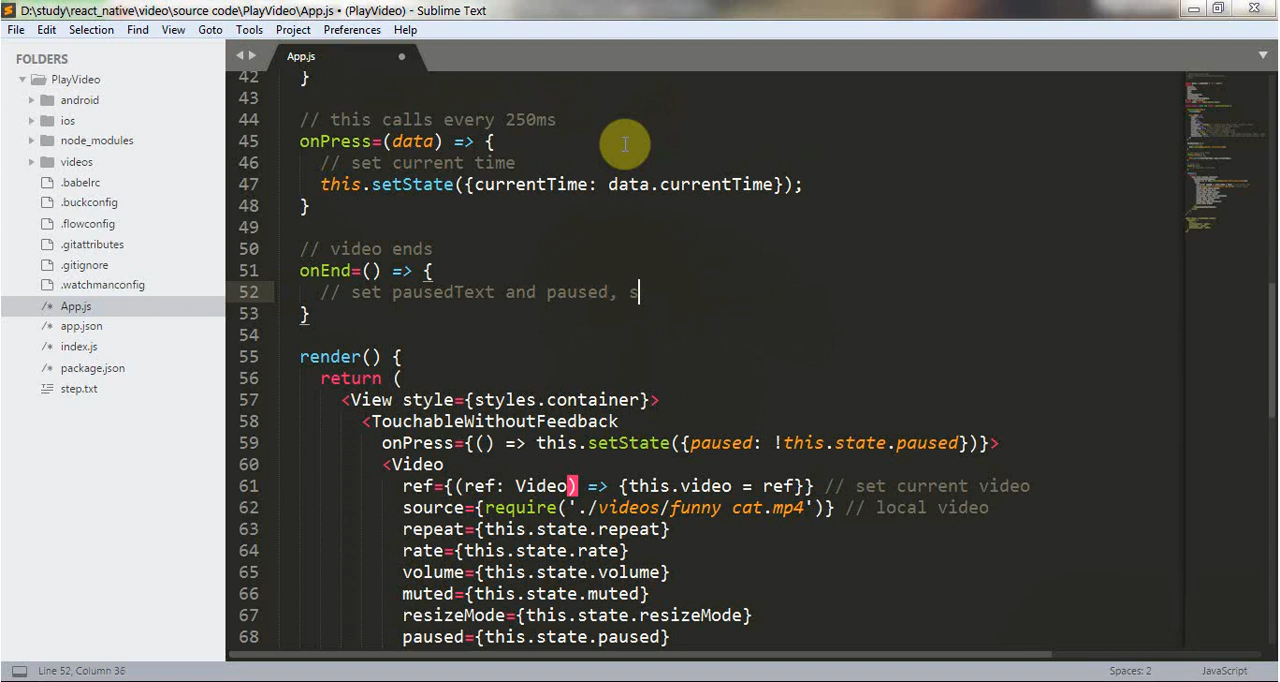 D:\study\react_native\video\source code\PlayVideo\App.js • (PlayVideo) - Sublime Text
File Edit Selection Find View Goto Tools Project Preferences Help
FOLDERS
PlayVideo
android
ios
node_modules
videos
.babelrc
.buckconfig
.flowconfig
.gitattributes
.gitignore
.watchmanconfig
/* App.js
/* app.json
/* index.js
/* package.json
step.txt
App.js
42 }
43
44 // this calls every 250ms
45 onPress=(data) => {
46 // set current time
47 this.setState({currentTime: data.currentTime});
48 }
49
50 // video ends
51 onEnd=() => {
52 // set pausedText and paused, s
53 }
54
55 render() {
56 return (
57 <View style={styles.container}>
58 <TouchableWithoutFeedback
59 onPress={() => this.setState({paused: !this.state.paused})}>
60 <Video
61 ref={(ref: Video) => {this.video = ref}} // set current video
62 source={require('./videos/funny cat.mp4')} // local video
63 repeat={this.state.repeat}
64 rate={this.state.rate}
65 volume={this.state.volume}
66 muted={this.state.muted}
67 resizeMode={this.state.resizeMode}
68 paused={this.state.paused}
Line 52, Column 36
Spaces: 2
JavaScript